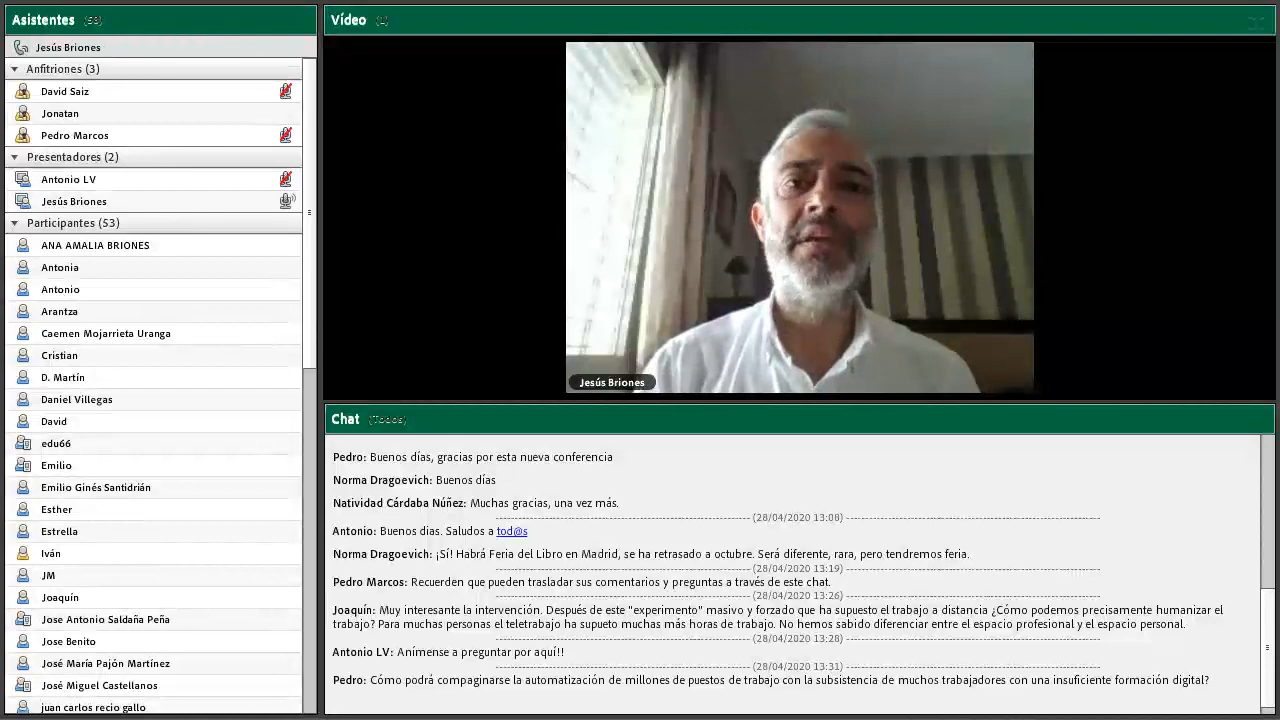 Asistentes (53)
Jesús Briones
Anfitriones (3)
David Saiz
Jonatan
Pedro Marcos
Presentadores (2)
Antonio LV
Jesús Briones
Participantes (53)
ANA AMALIA BRIONES
Antonia
Antonio
Arantza
Caemen Mojarrieta Uranga
Cristian
D. Martín
Daniel Villegas
David
edu66
Emilio
Emilio Ginés Santidrián
Esther
Estrella
Iván
JM
Joaquín
Jose Antonio Saldaña Peña
Jose Benito
José María Pajón Martínez
José Miguel Castellanos
juan carlos recio gallo
Vídeo (1)
Jesús Briones
Chat (Todos)
Pedro: Buenos días, gracias por esta nueva conferencia
Norma Dragoevich: Buenos días
Natividad Cárdaba Núñez: Muchas gracias, una vez más.
(28/04/2020 13:08)
Antonio: Buenos dias. Saludos a tod@s
Norma Dragoevich: ¡Sí! Habrá Feria del Libro en Madrid, se ha retrasado a octubre. Será diferente, rara, pero tendremos feria.
(28/04/2020 13:19)
Pedro Marcos: Recuerden que pueden trasladar sus comentarios y preguntas a través de este chat.
(28/04/2020 13:26)
Joaquín: Muy interesante la intervención. Después de este "experimento" masivo y forzado que ha supuesto el trabajo a distancia ¿Cómo podemos precisamente humanizar el
trabajo? Para muchas personas el teletrabajo ha supueto muchas más horas de trabajo. No hemos sabido diferenciar entre el espacio profesional y el espacio personal.
(28/04/2020 13:28)
Antonio LV: Anímense a preguntar por aquí!!
(28/04/2020 13:31)
Pedro: Cómo podrá compaginarse la automatización de millones de puestos de trabajo con la subsistencia de muchos trabajadores con una insuficiente formación digital?